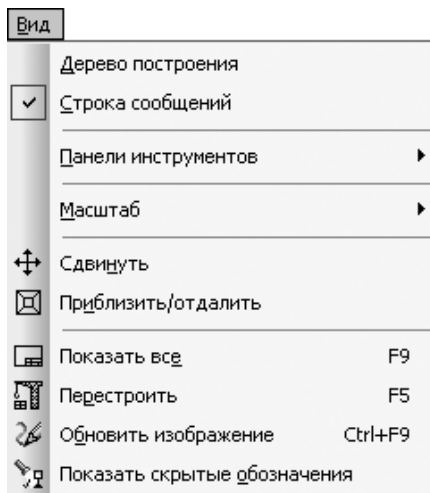 Вид
Дерево построения
Строка сообщений
Панели инструментов
Масштаб
Сдвинуть
Приблизить/отдалить
Показать все F9
Перестроить F5
Обновить изображение Ctrl+F9
Показать скрытые обозначения